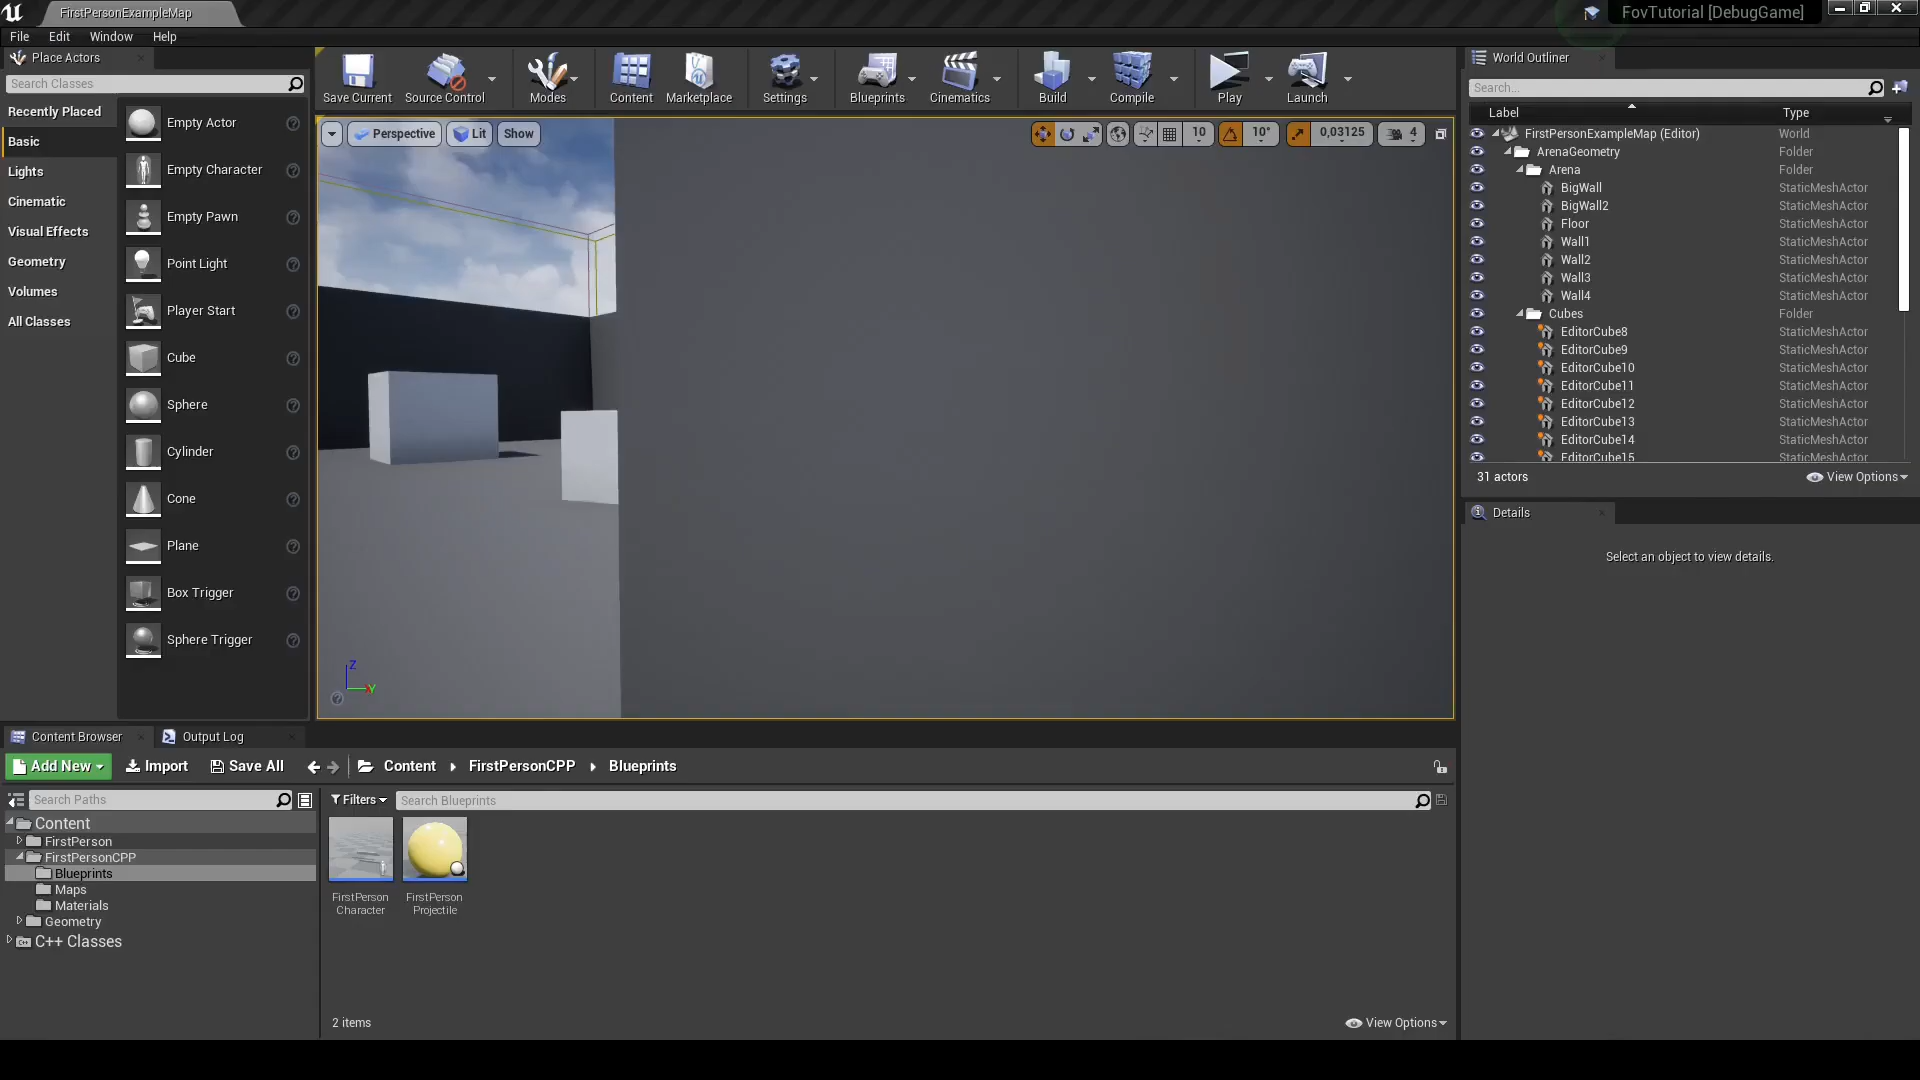 FirstPersonExampleMap
FovTutorial [DebugGame]
File
Edit
Window
Help
Place Actors
Search Classes
Recently Placed
Basic
Lights
Cinematic
Visual Effects
Geometry
Volumes
All Classes
Empty Actor
Empty Character
Empty Pawn
Point Light
Player Start
Cube
Sphere
Cylinder
Cone
Plane
Box Trigger
Sphere Trigger
Save Current
Source Control
Modes
Content
Marketplace
Settings
Blueprints
Cinematics
Build
Compile
Play
Launch
Perspective
Lit
Show
10
10°
0,03125
4
Z
Y
World Outliner
Search...
Label
Type
FirstPersonExampleMap (Editor)
World
ArenaGeometry
Folder
Arena
Folder
BigWall
StaticMeshActor
BigWall2
StaticMeshActor
Floor
StaticMeshActor
Wall1
StaticMeshActor
Wall2
StaticMeshActor
Wall3
StaticMeshActor
Wall4
StaticMeshActor
Cubes
Folder
EditorCube8
StaticMeshActor
EditorCube9
StaticMeshActor
EditorCube10
StaticMeshActor
EditorCube11
StaticMeshActor
EditorCube12
StaticMeshActor
EditorCube13
StaticMeshActor
EditorCube14
StaticMeshActor
EditorCube15
StaticMeshActor
31 actors
View Options
Details
Select an object to view details.
Content Browser
Output Log
Add New
Import
Save All
Content
FirstPersonCPP
Blueprints
Search Paths
Filters
Search Blueprints
Content
FirstPerson
FirstPersonCPP
Blueprints
Maps
Materials
Geometry
C++ Classes
FirstPerson
Character
FirstPerson
Projectile
2 items
View Options